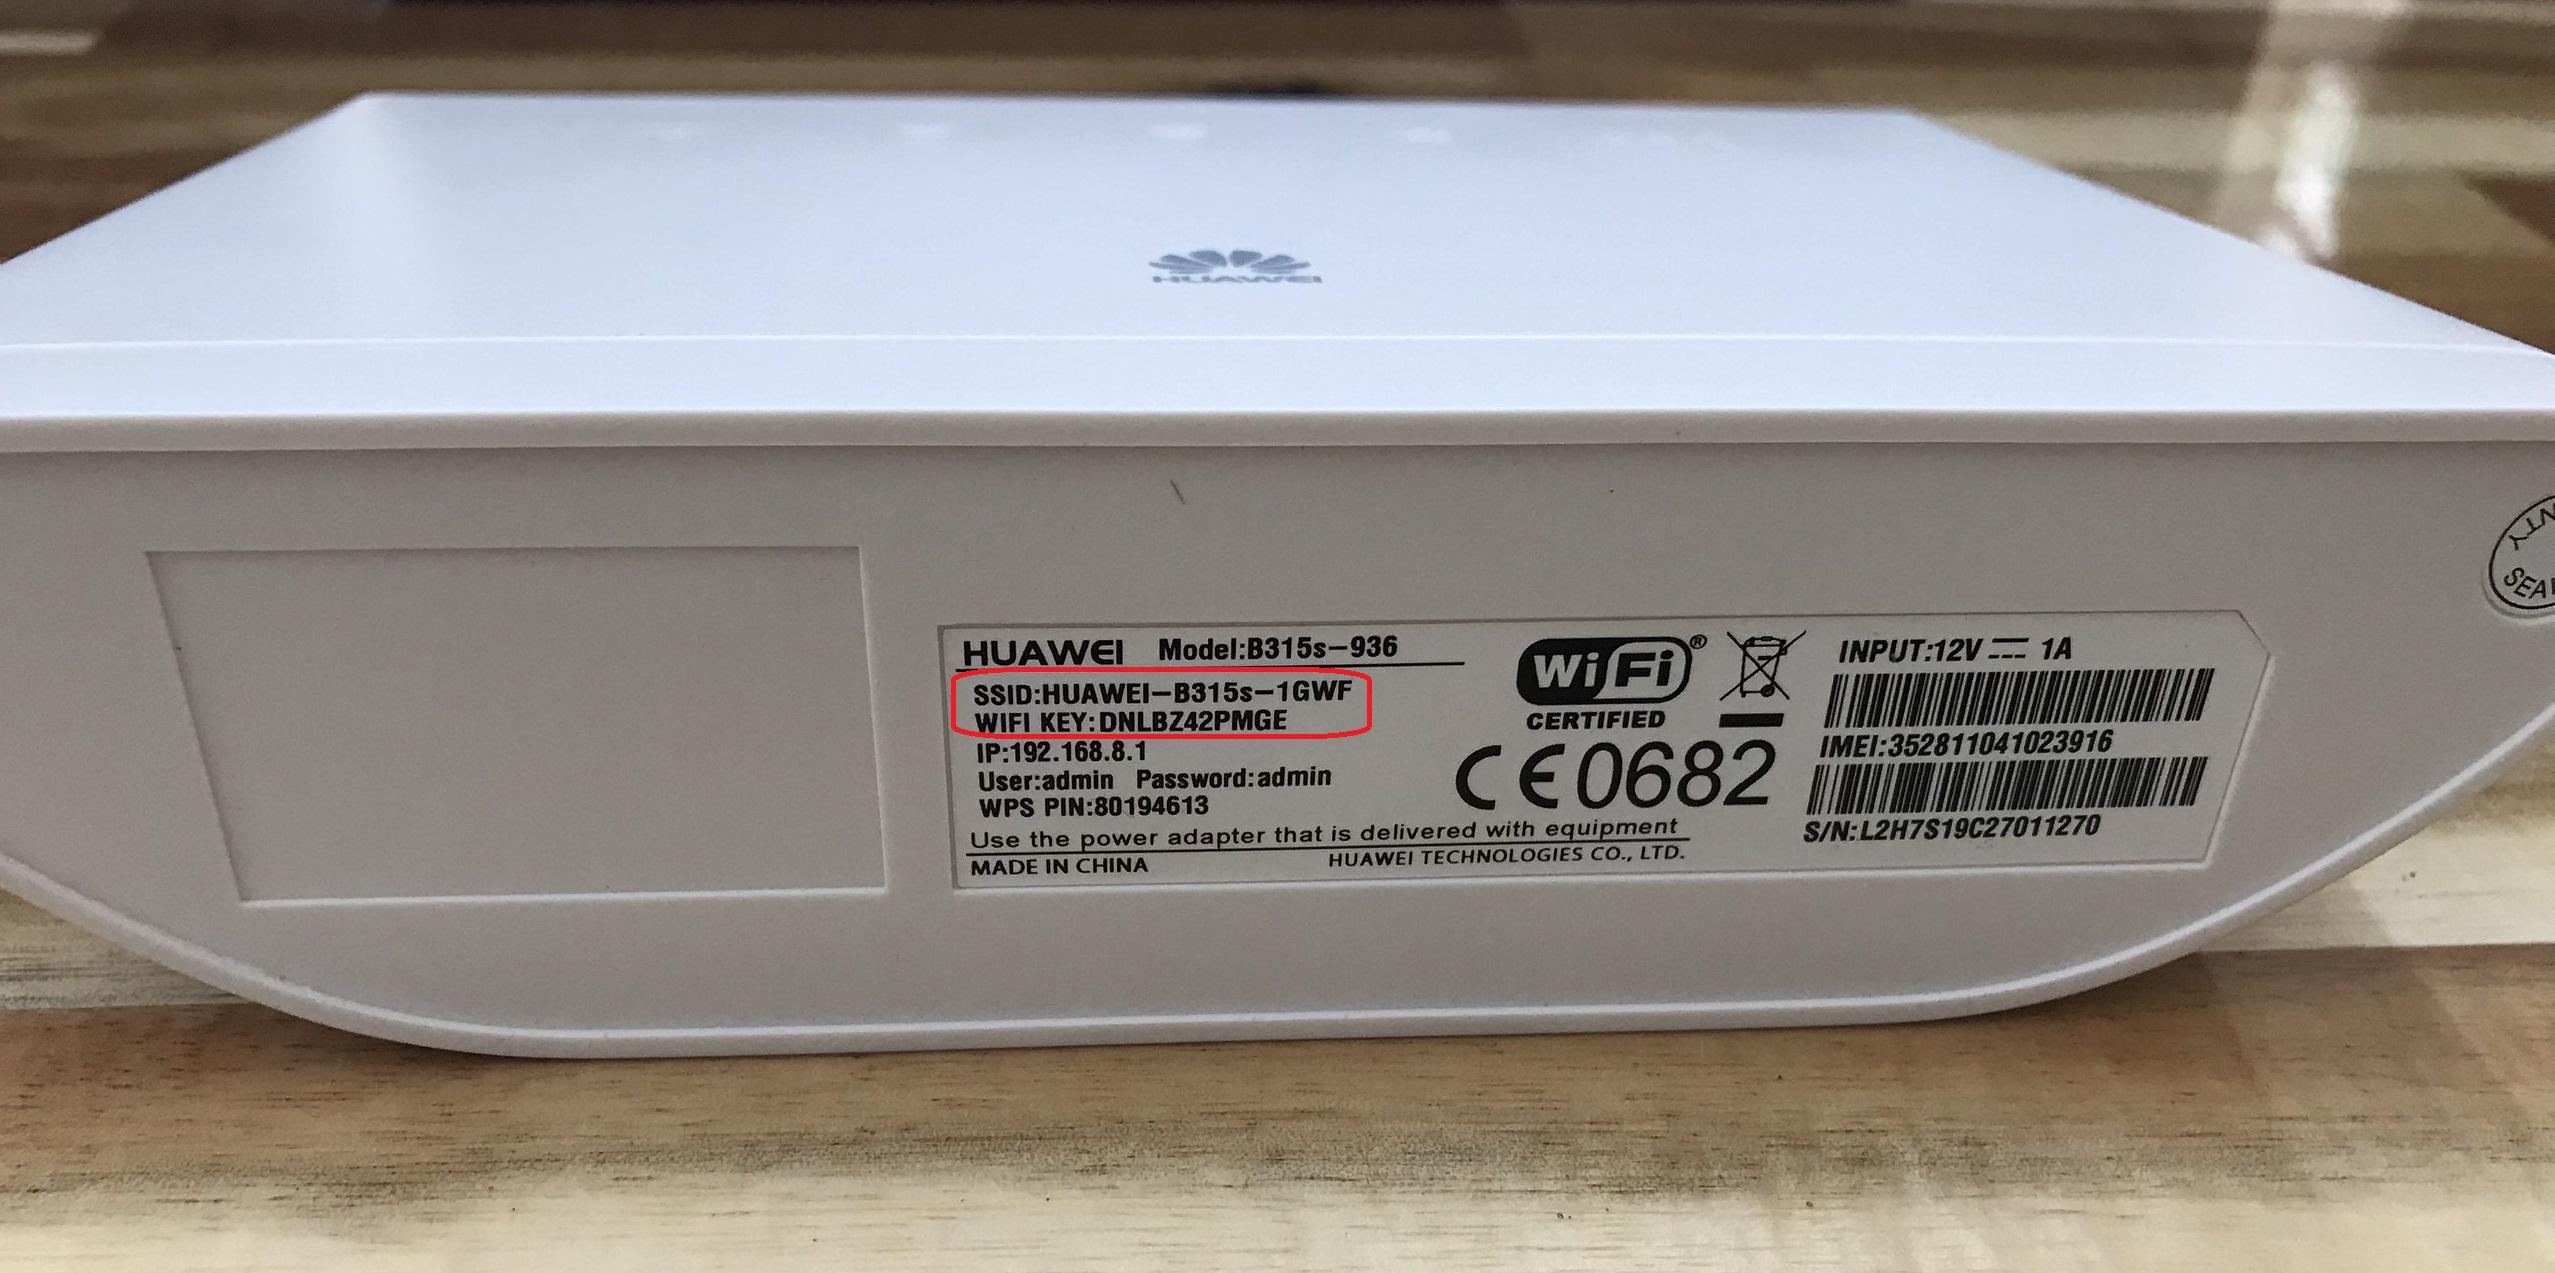 HUAWEI
HUAWEI Model:B315s-936
SSID:HUAWEI-B315s-1GWF
WIFI KEY:DNLBZ42PMGE
IP:192.168.8.1
User:admin Password:admin
WPS PIN:80194613
Use the power adapter that is delivered with equipment
MADE IN CHINA HUAWEI TECHNOLOGIES CO., LTD.
WiFi®
CERTIFIED
CE0682
INPUT:12V ⎓ 1A
IMEI:352811041023916
S/N:L2H7S19C27011270